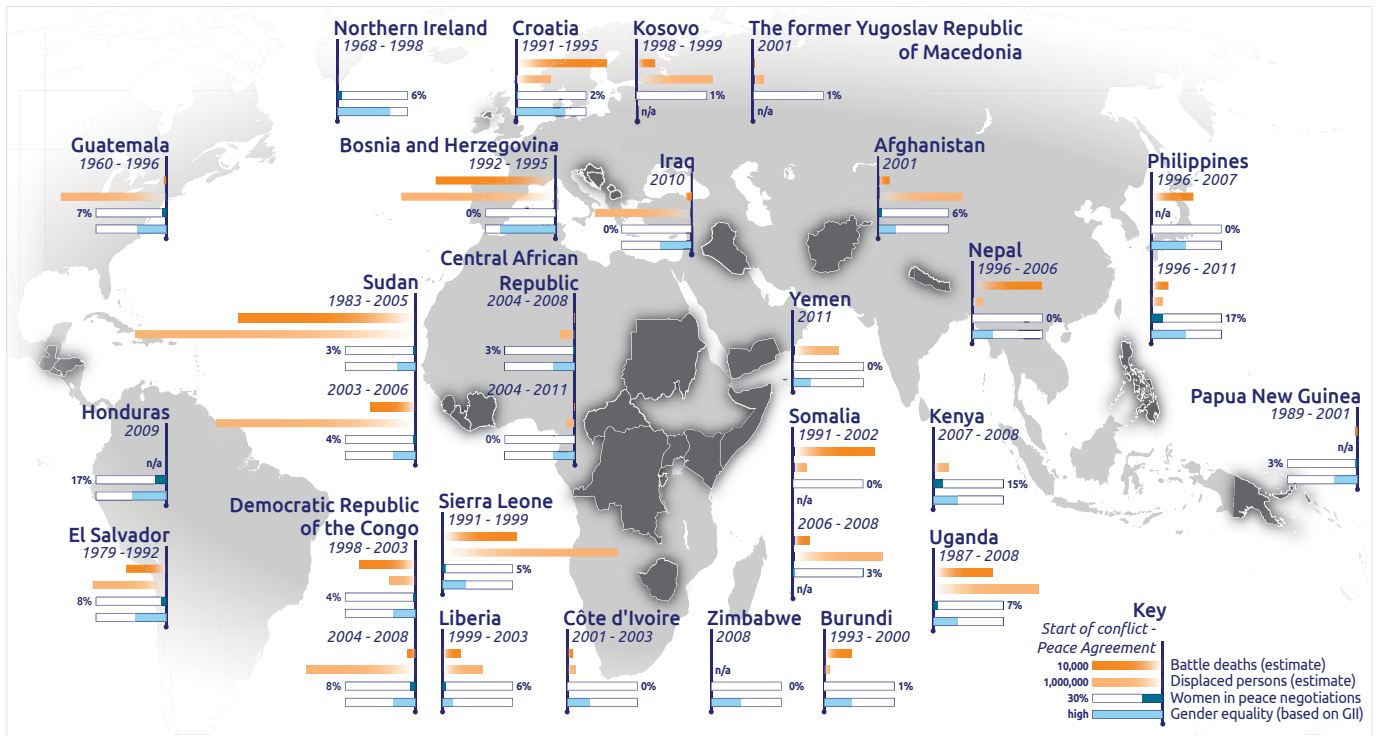 Northern Ireland
1968 - 1998
6%
Croatia
1991 -1995
2%
Kosovo
1998 - 1999
1%
n/a
The former Yugoslav Republic
of Macedonia
2001
1%
n/a
Guatemala
1960 - 1996
7%
Bosnia and Herzegovina
1992 - 1995
0%
Iraq
2010
0%
Afghanistan
2001
6%
Philippines
1996 - 2007
n/a
0%
1996 - 2011
17%
Nepal
1996 - 2006
0%
Sudan
1983 - 2005
3%
2003 - 2006
4%
Central African
Republic
2004 - 2008
3%
2004 - 2011
0%
Yemen
2011
0%
Honduras
2009
n/a
17%
Somalia
1991 - 2002
0%
n/a
2006 - 2008
3%
n/a
Kenya
2007 - 2008
15%
Papua New Guinea
1989 - 2001
n/a
3%
El Salvador
1979 -1992
8%
Democratic Republic
of the Congo
1998 - 2003
4%
2004 - 2008
8%
Sierra Leone
1991 - 1999
5%
Liberia
1999 - 2003
6%
Côte d'Ivoire
2001 - 2003
0%
Zimbabwe
2008
n/a
0%
Burundi
1993 - 2000
1%
Uganda
1987 - 2008
7%
Key
Start of conflict -
Peace Agreement
10,000 Battle deaths (estimate)
1,000,000 Displaced persons (estimate)
30% Women in peace negotiations
high Gender equality (based on GII)